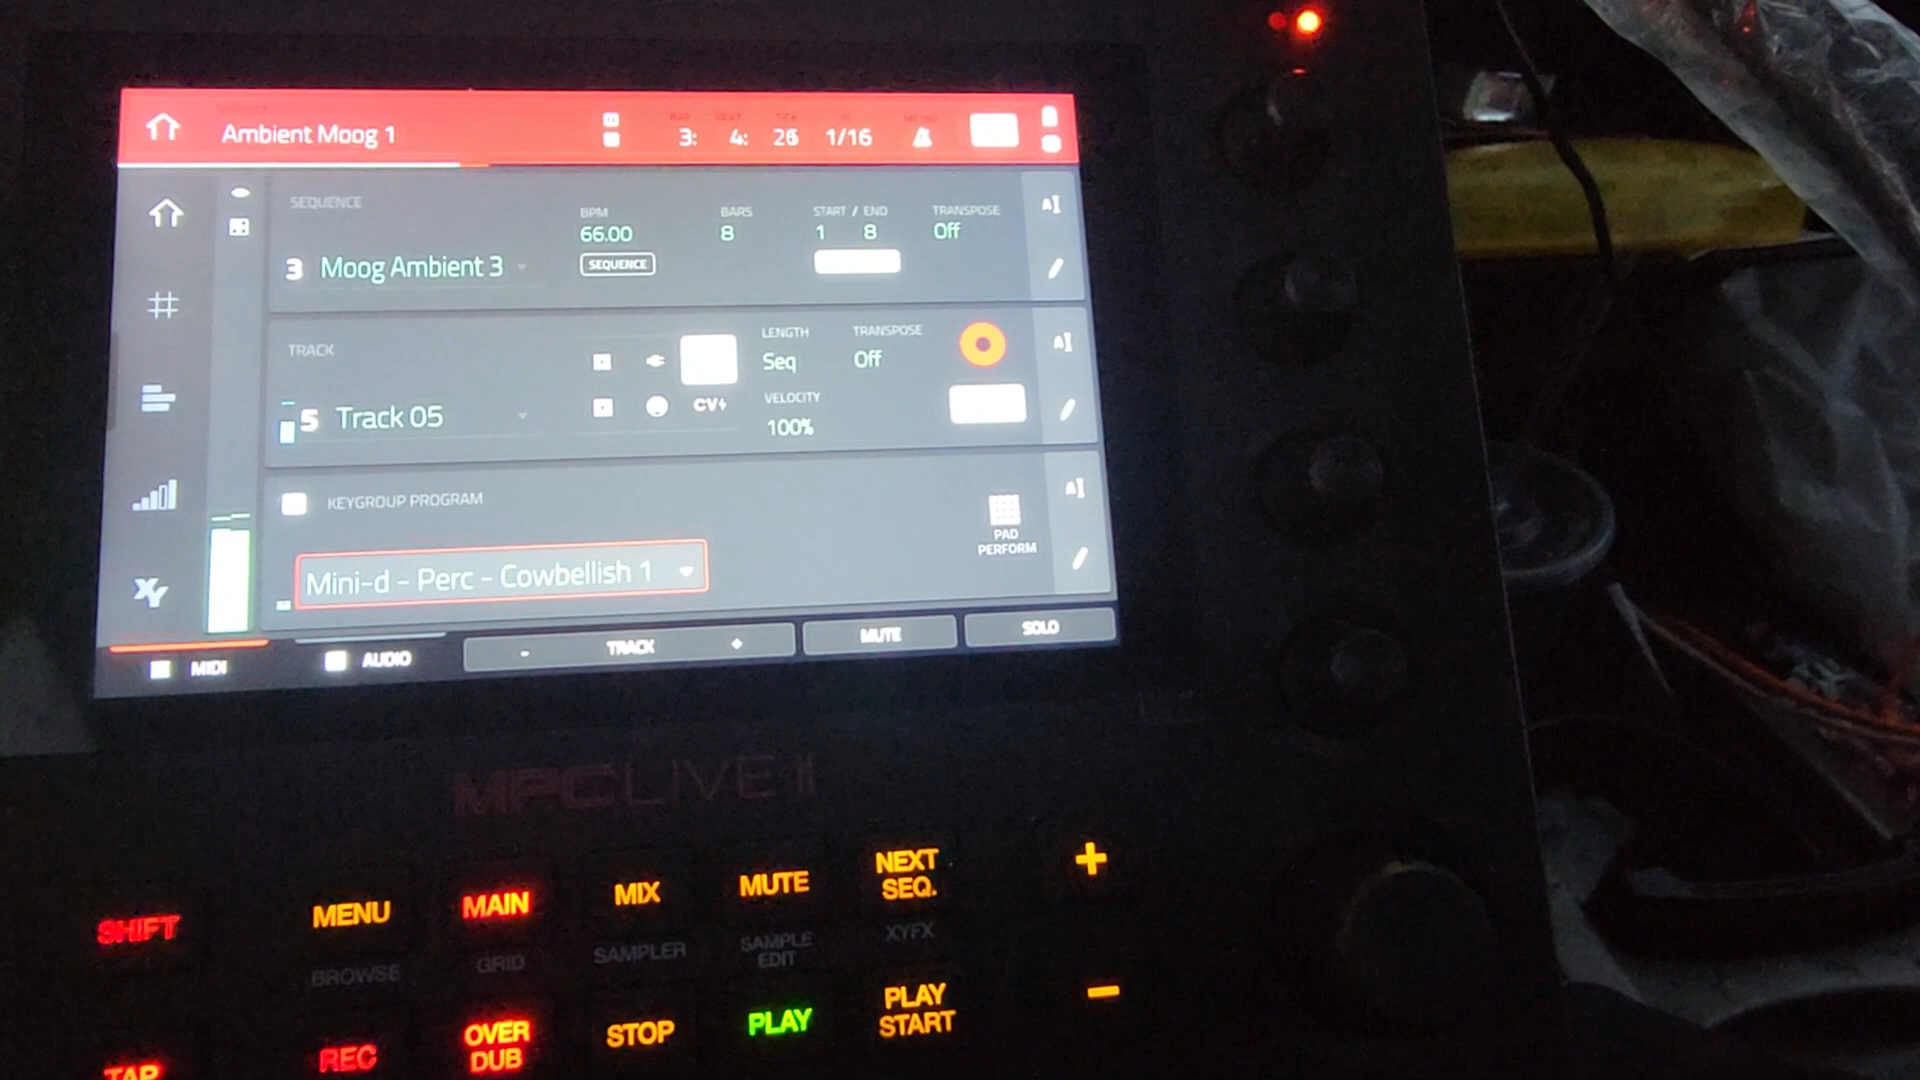 Ambient Moog 1
BAR BEAT TICK
3: 4: 26 1/16
SEQUENCE
BPM BARS START / END TRANSPOSE
66.00 8 1 8 Off
3 Moog Ambient 3
SEQUENCE
TRACK
LENGTH TRANSPOSE
Seq Off
5 Track 05
CV
VELOCITY
100%
KEYGROUP PROGRAM
PAD
PERFORM
Mini-d - Perc - Cowbellish 1
MIDI AUDIO - TRACK + MUTE SOLO
MPC LIVE II
SHIFT MENU MAIN MIX MUTE NEXT SEQ. +
BROWSE GRID SAMPLER SAMPLE EDIT XYFX
TAP REC OVER DUB STOP PLAY PLAY START -